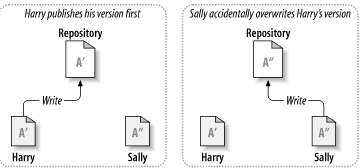 Harry publishes his version first
Repository
A'
Write
A'
A"
Harry
Sally
Sally accidentally overwrites Harry's version
Repository
A"
Write
A'
A"
Harry
Sally